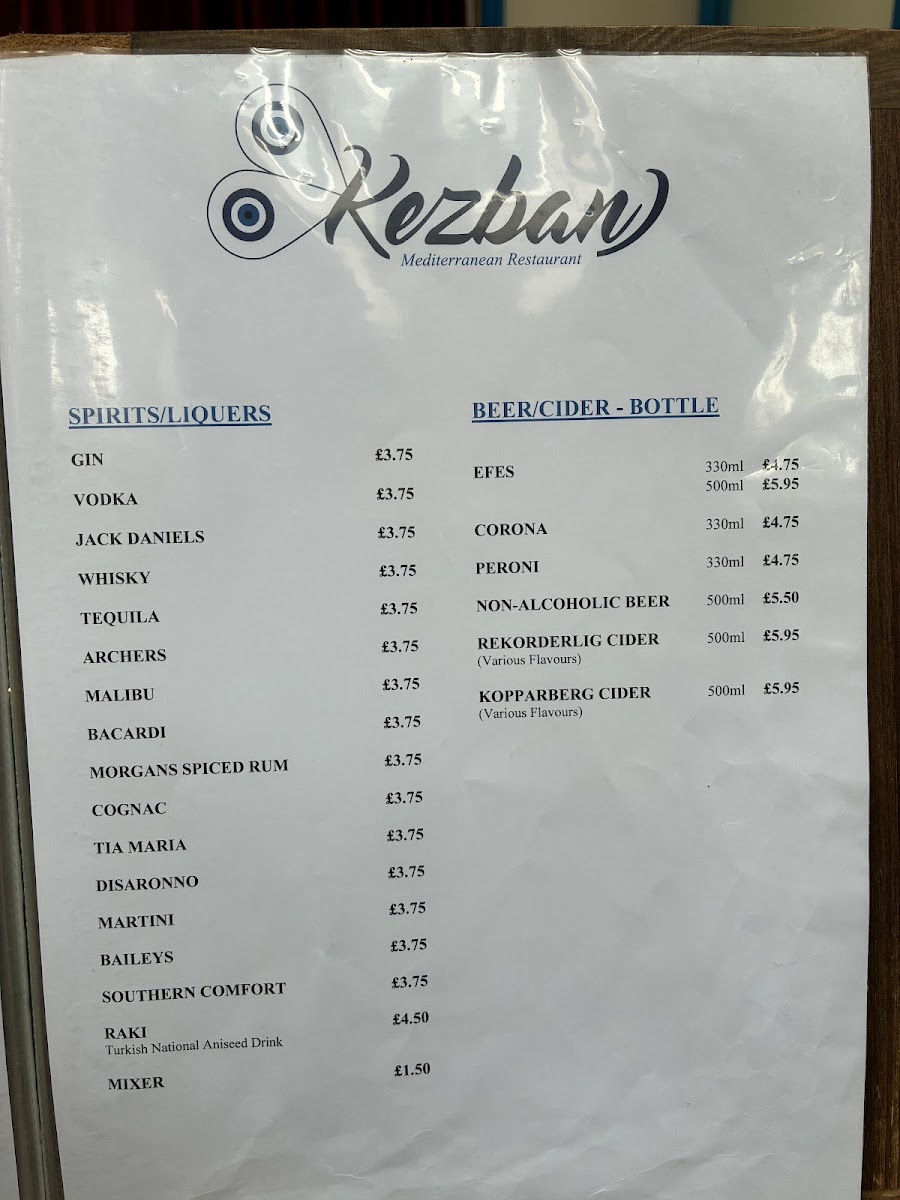 Kezban
Mediterranean Restaurant
SPIRITS/LIQUERS
GIN £3.75
VODKA £3.75
JACK DANIELS £3.75
WHISKY £3.75
TEQUILA £3.75
ARCHERS £3.75
MALIBU £3.75
BACARDI £3.75
MORGANS SPICED RUM £3.75
COGNAC £3.75
TIA MARIA £3.75
DISARONNO £3.75
MARTINI £3.75
BAILEYS £3.75
SOUTHERN COMFORT £3.75
RAKI £4.50
Turkish National Aniseed Drink
MIXER £1.50
BEER/CIDER - BOTTLE
EFES 330ml £4.75
500ml £5.95
CORONA 330ml £4.75
PERONI 330ml £4.75
NON-ALCOHOLIC BEER 500ml £5.50
REKORDERLIG CIDER 500ml £5.95
(Various Flavours)
KOPPARBERG CIDER 500ml £5.95
(Various Flavours)